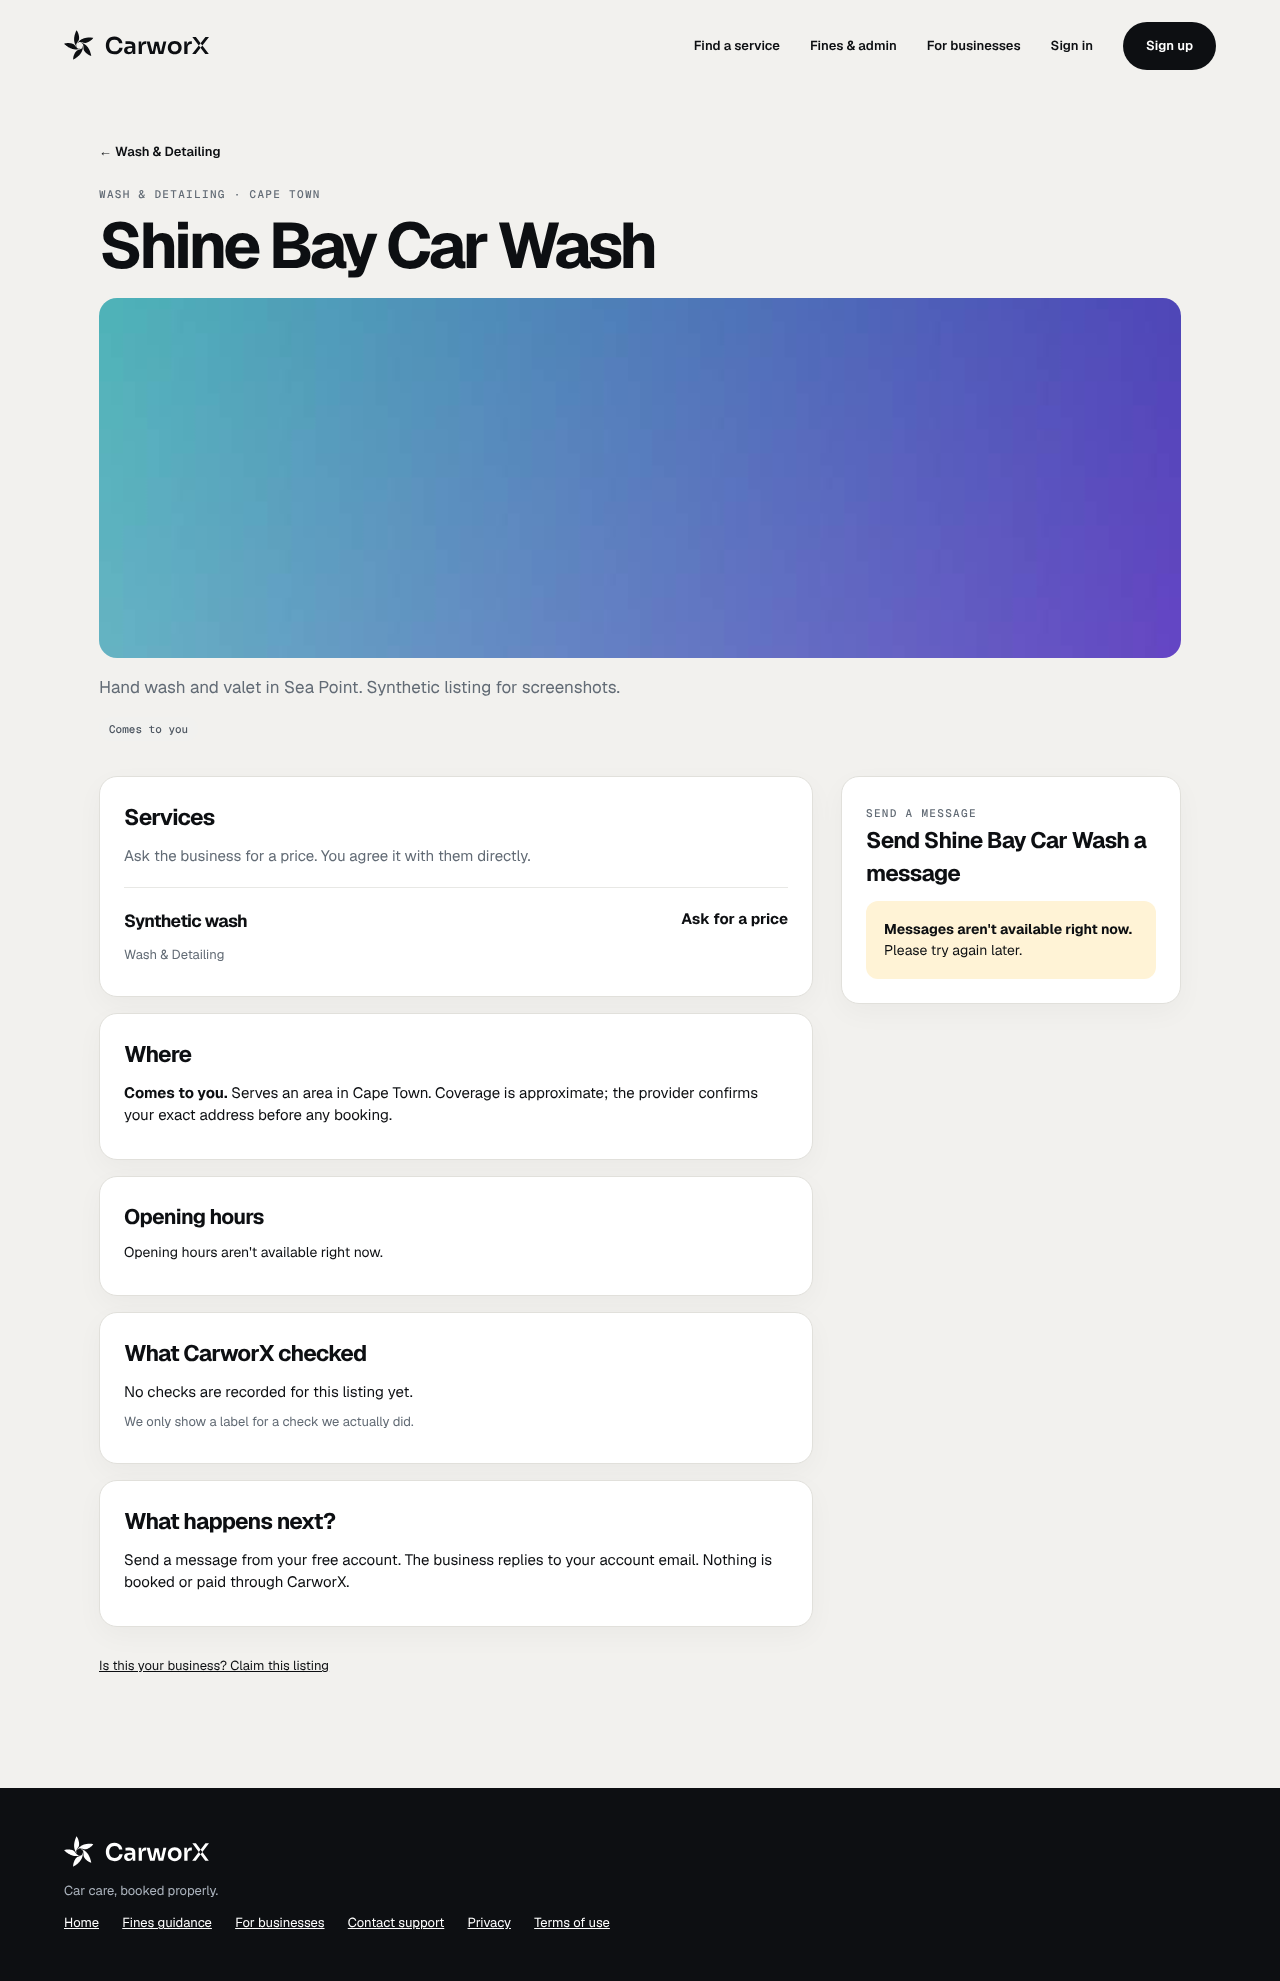 CarworX
Find a service
Fines & admin
For businesses
Sign in
Sign up
← Wash & Detailing
WASH & DETAILING · CAPE TOWN
Shine Bay Car Wash
Hand wash and valet in Sea Point. Synthetic listing for screenshots.
Comes to you
Services
Ask the business for a price. You agree it with them directly.
Synthetic wash
Ask for a price
Wash & Detailing
SEND A MESSAGE
Send Shine Bay Car Wash a
message
Messages aren't available right now.
Please try again later.
Where
Comes to you. Serves an area in Cape Town. Coverage is approximate; the provider confirms
your exact address before any booking.
Opening hours
Opening hours aren't available right now.
What CarworX checked
No checks are recorded for this listing yet.
We only show a label for a check we actually did.
What happens next?
Send a message from your free account. The business replies to your account email. Nothing is
booked or paid through CarworX.
Is this your business? Claim this listing
CarworX
Car care, booked properly.
Home
Fines guidance
For businesses
Contact support
Privacy
Terms of use